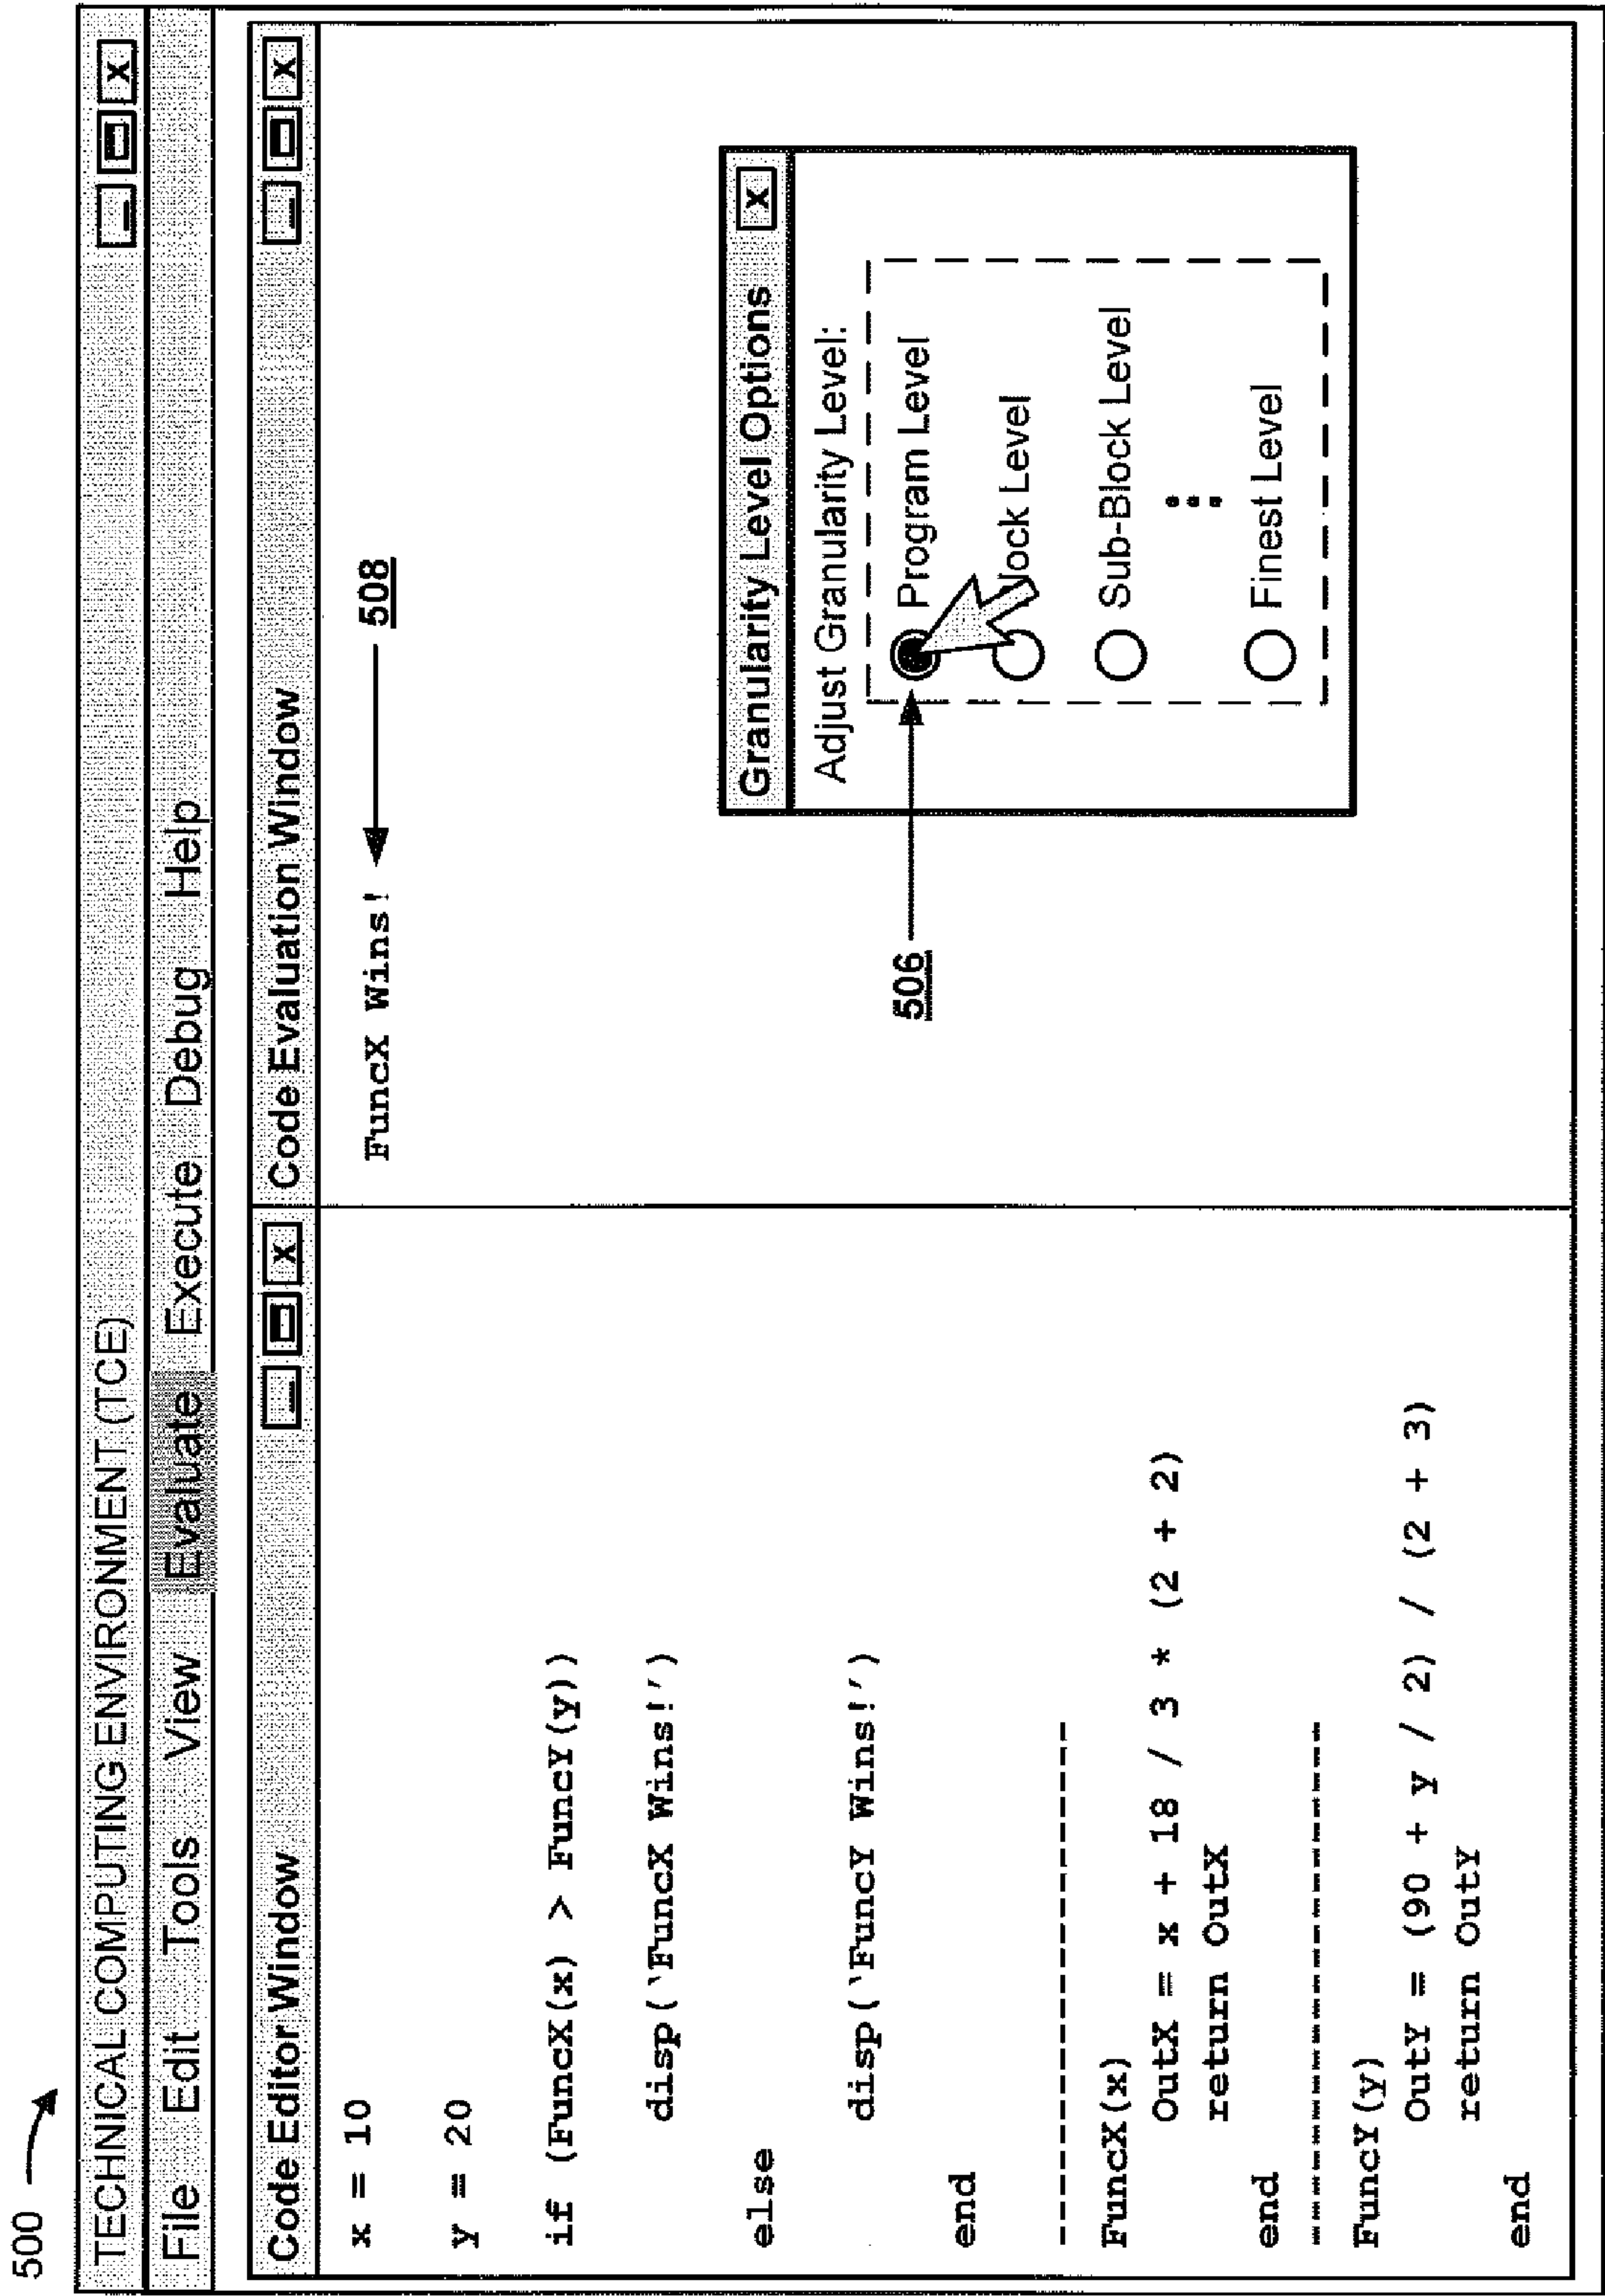 500
TECHNICAL COMPUTING ENVIRONMENT (TCE)
File Edit Tools View Evaluate Execute Debug Help
Code Editor Window
x = 10
y = 20
if (FuncX(x) > FuncY(y))
disp(‛FuncX Wins!’)
else
disp(‛FuncY Wins!’)
end
----------------------
FuncX(x)
OutX = x + 18 / 3 * (2 + 2)
return OutX
end
----------------------
FuncY(y)
OutY = (90 + y / 2) / (2 + 3)
return OutY
end
Code Evaluation Window
FuncX Wins!
508
Granularity Level Options
Adjust Granularity Level:
506
Program Level
lock Level
Sub-Block Level
Finest Level